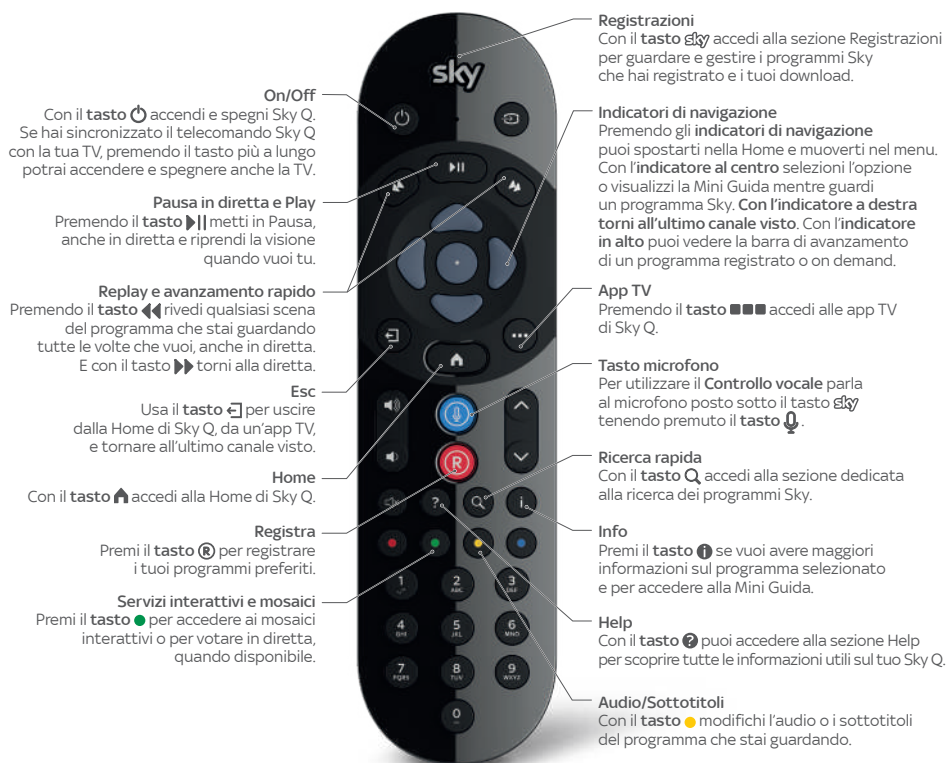 On/Off
Con il tasto accendi e spegni Sky Q.
Se hai sincronizzato il telecomando Sky Q
con la tua TV, premendo il tasto più a lungo
potrai accendere e spegnere anche la TV.
Pausa in diretta e Play
Premendo il tasto metti in Pausa,
anche in diretta e riprendi la visione
quando vuoi tu.
Replay e avanzamento rapido
Premendo il tasto rivedi qualsiasi scena
del programma che stai guardando
tutte le volte che vuoi, anche in diretta.
E con il tasto torni alla diretta.
Esc
Usa il tasto per uscire
dalla Home di Sky Q, da un'app TV,
e tornare all'ultimo canale visto.
Home
Con il tasto accedi alla Home di Sky Q.
Registra
Premi il tasto R per registrare
i tuoi programmi preferiti.
Servizi interattivi e mosaici
Premi il tasto per accedere ai mosaici
interattivi o per votare in diretta,
quando disponibile.
sky
R
?
i
1
2
ABC
3
DEF
4
GHI
5
JKL
6
MNO
7
PQRS
8
TUV
9
WXYZ
0
Registrazioni
Con il tasto sky accedi alla sezione Registrazioni
per guardare e gestire i programmi Sky
che hai registrato e i tuoi download.
Indicatori di navigazione
Premendo gli indicatori di navigazione
puoi spostarti nella Home e muoverti nel menu.
Con l'indicatore al centro selezioni l'opzione
o visualizzi la Mini Guida mentre guardi
un programma Sky. Con l'indicatore a destra
torni all'ultimo canale visto. Con l'indicatore
in alto puoi vedere la barra di avanzamento
di un programma registrato o on demand.
App TV
Premendo il tasto accedi alle app TV
di Sky Q.
Tasto microfono
Per utilizzare il Controllo vocale parla
al microfono posto sotto il tasto sky
tenendo premuto il tasto .
Ricerca rapida
Con il tasto accedi alla sezione dedicata
alla ricerca dei programmi Sky.
Info
Premi il tasto i se vuoi avere maggiori
informazioni sul programma selezionato
e per accedere alla Mini Guida.
Help
Con il tasto ? puoi accedere alla sezione Help
per scoprire tutte le informazioni utili sul tuo Sky Q.
Audio/Sottotitoli
Con il tasto modifichi l'audio o i sottotitoli
del programma che stai guardando.